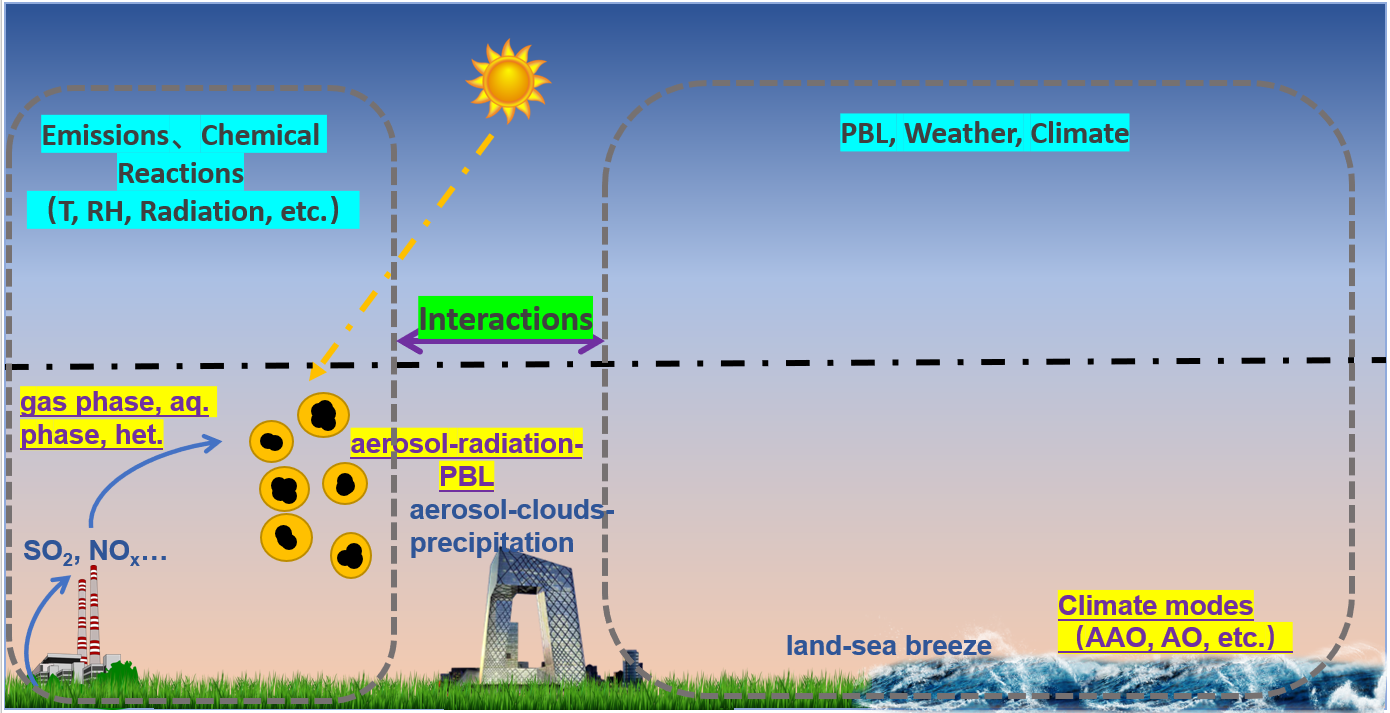 Emissions、Chemical
Reactions
（T, RH, Radiation, etc.）
PBL, Weather, Climate
Interactions
gas phase, aq.
phase, het.
aerosol-radiation-
PBL
aerosol-clouds-
precipitation
SO₂, NOₓ…
land-sea breeze
Climate modes
（AAO, AO, etc.）